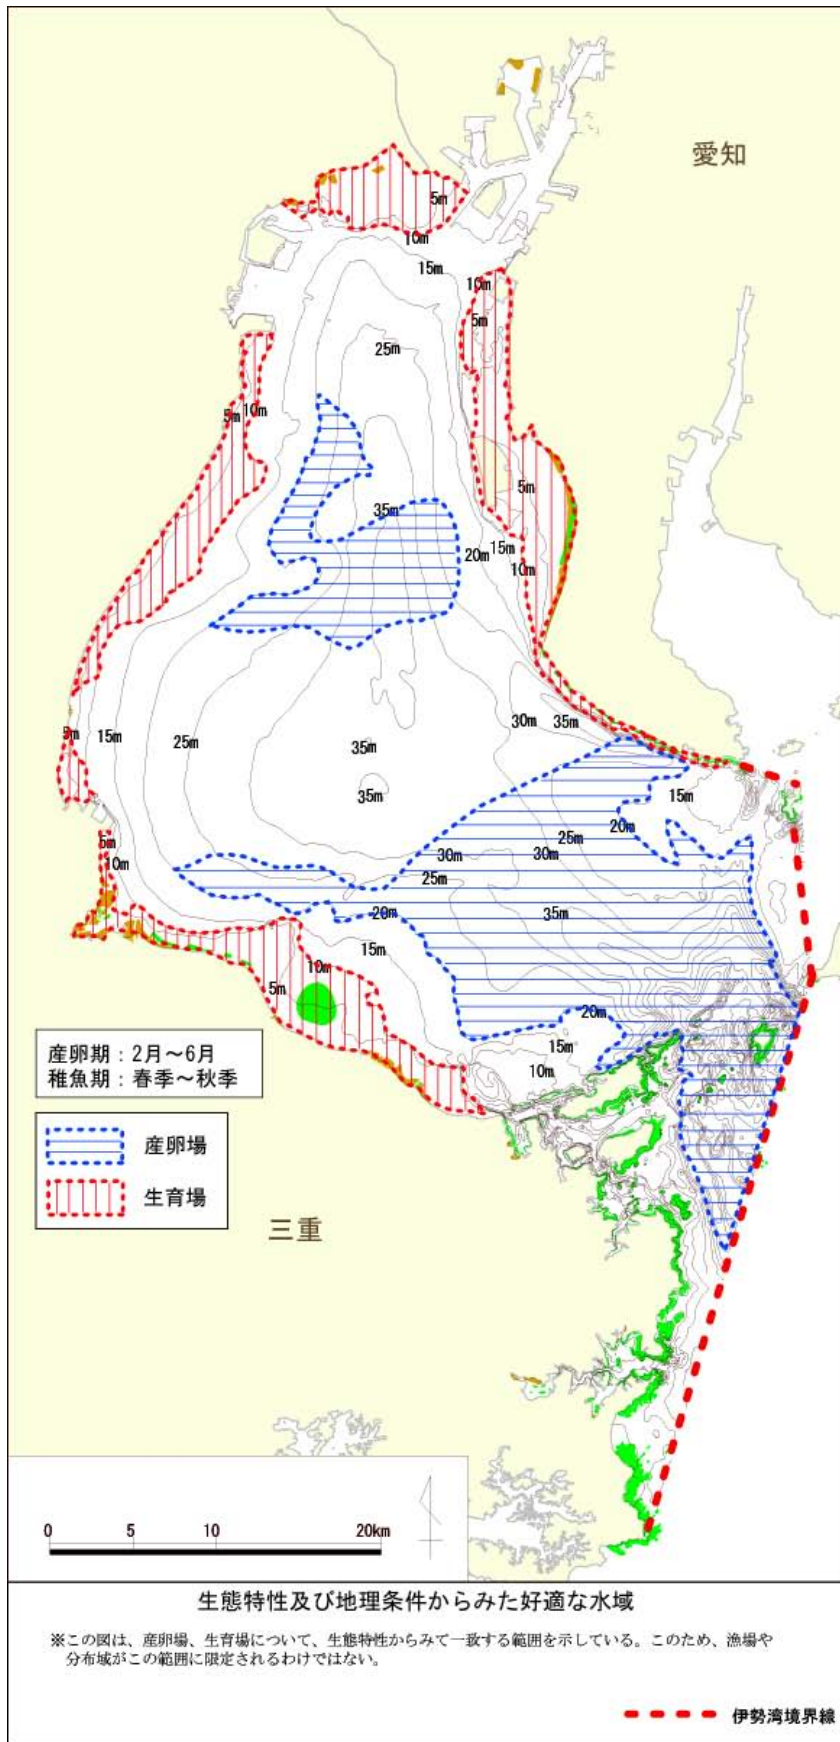 愛知
5m
10m
15m
10m
5m
25m
5m
10m
5m
35m
20m
15m
10m
30m
35m
5m
15m
25m
35m
35m
15m
20m
25m
30m
30m
5m
10m
25m
20m
35m
15m
10m
5m
20m
15m
10m
産卵期：2月～6月
稚魚期：春季～秋季
産卵場
生育場
三重
0 5 10 20km
生態特性及び地理条件からみた好適な水域
※この図は、産卵場、生育場について、生態特性からみて一致する範囲を示している。このため、漁場や
分布域がこの範囲に限定されるわけではない。
伊勢湾境界線